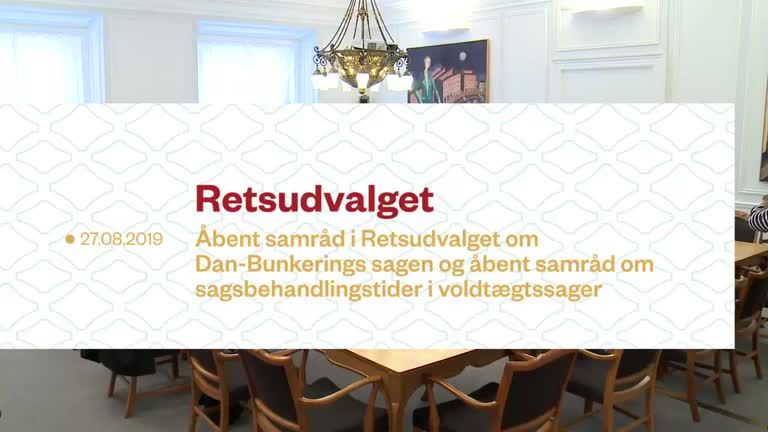 Retsudvalget
27.08.2019
Åbent samråd i Retsudvalget om
Dan-Bunkerings sagen og åbent samråd om
sagsbehandlingstider i voldtægtssager